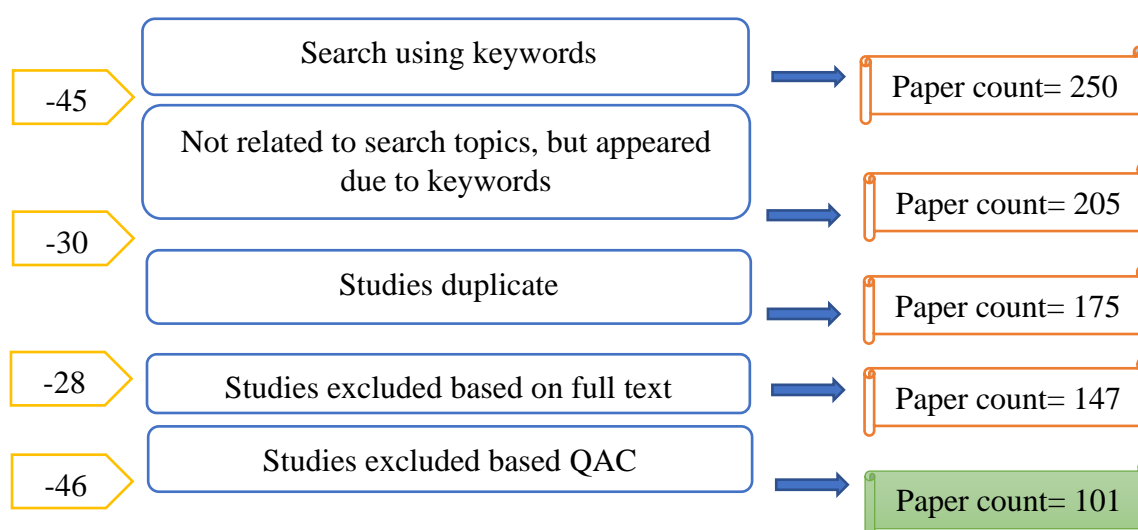 Search using keywords
Paper count= 250
-45
Not related to search topics, but appeared
due to keywords
Paper count= 205
-30
Studies duplicate
Paper count= 175
-28
Studies excluded based on full text
Paper count= 147
Studies excluded based QAC
-46
Paper count= 101